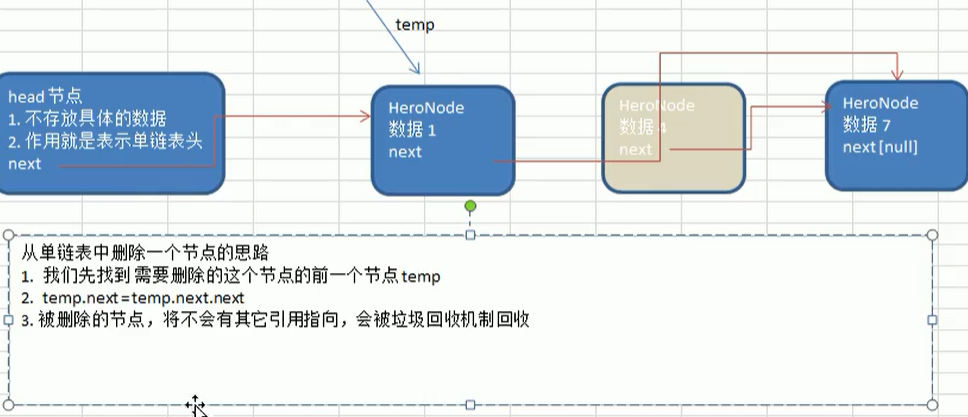 temp
head 节点
1. 不存放具体的数据
2. 作用就是表示单链表头
next
HeroNode
数据 1
next
HeroNode
数据 4
next
HeroNode
数据 7
next[null]
从单链表中删除一个节点的思路
1. 我们先找到 需要删除的这个节点的前一个节点 temp
2. temp.next=temp.next.next
3. 被删除的节点，将不会有其它引用指向，会被垃圾回收机制回收